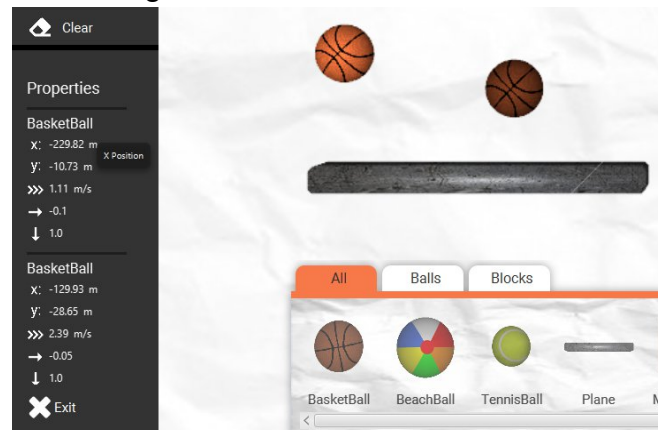 Clear
Properties
BasketBall
x: -229.82 m
X Position
y: -10.73 m
>>> 1.11 m/s
→ -0.1
↓ 1.0
BasketBall
x: -129.93 m
y: -28.65 m
>>> 2.39 m/s
→ -0.05
↓ 1.0
Exit
All Balls Blocks
BasketBall BeachBall TennisBall Plane